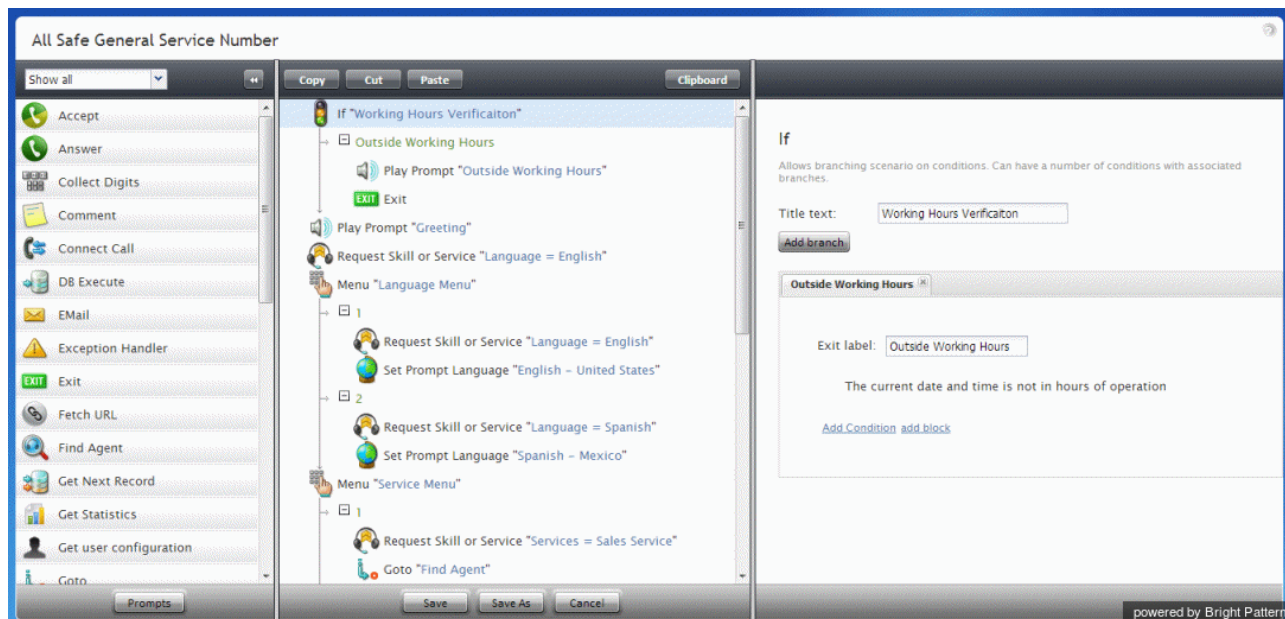 All Safe General Service Number
Show all
Copy Cut Paste Clipboard
Accept
Answer
Collect Digits
Comment
Connect Call
DB Execute
EMail
Exception Handler
EXIT Exit
Fetch URL
Find Agent
Get Next Record
Get Statistics
Get user configuration
Goto
Prompts
If "Working Hours Verificaiton"
Outside Working Hours
Play Prompt "Outside Working Hours"
EXIT Exit
Play Prompt "Greeting"
Request Skill or Service "Language = English"
Menu "Language Menu"
1
Request Skill or Service "Language = English"
Set Prompt Language "English - United States"
2
Request Skill or Service "Language = Spanish"
Set Prompt Language "Spanish - Mexico"
Menu "Service Menu"
1
Request Skill or Service "Services = Sales Service"
Goto "Find Agent"
Save Save As Cancel
If
Allows branching scenario on conditions. Can have a number of conditions with associated
branches.
Title text: Working Hours Verificaiton
Add branch
Outside Working Hours
Exit label: Outside Working Hours
The current date and time is not in hours of operation
Add Condition add block
powered by Bright Pattern